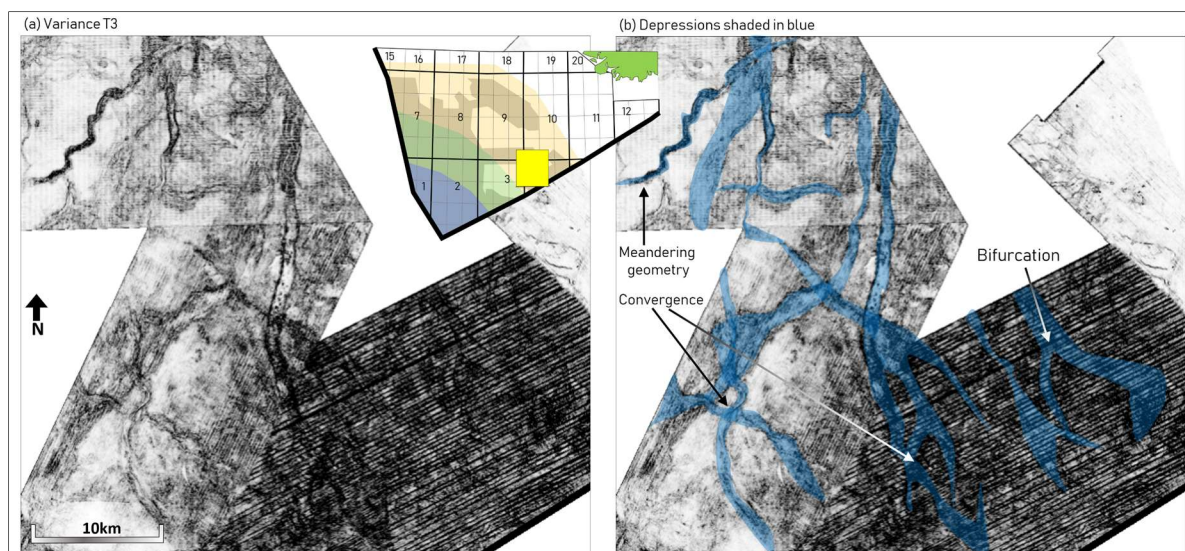 (a) Variance T3
(b) Depressions shaded in blue
15
16
17
18
19
20
7
8
9
10
11
12
1
2
3
Meandering
geometry
Convergence
Bifurcation
N
10km